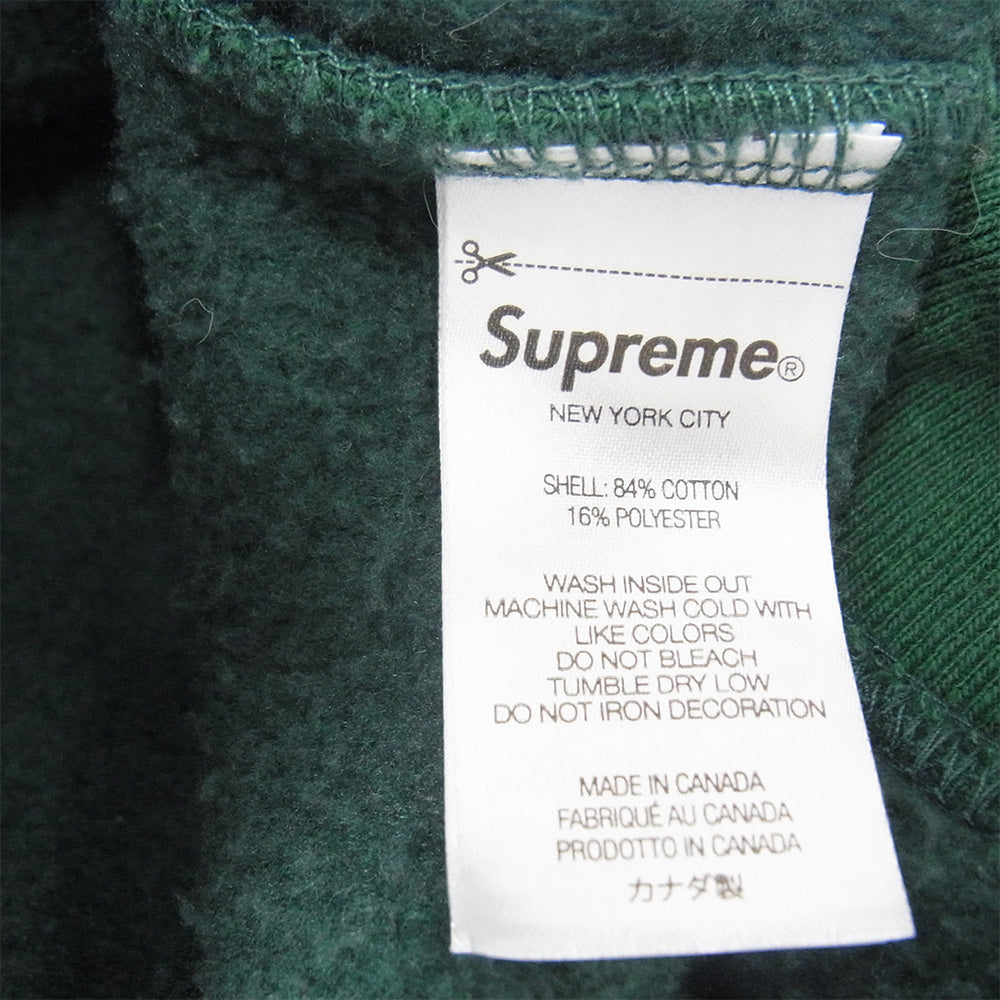 Supreme®
NEW YORK CITY
SHELL: 84% COTTON
16% POLYESTER
WASH INSIDE OUT
MACHINE WASH COLD WITH
LIKE COLORS
DO NOT BLEACH
TUMBLE DRY LOW
DO NOT IRON DECORATION
MADE IN CANADA
FABRIQUÉ AU CANADA
PRODOTTO IN CANADA
カナダ製